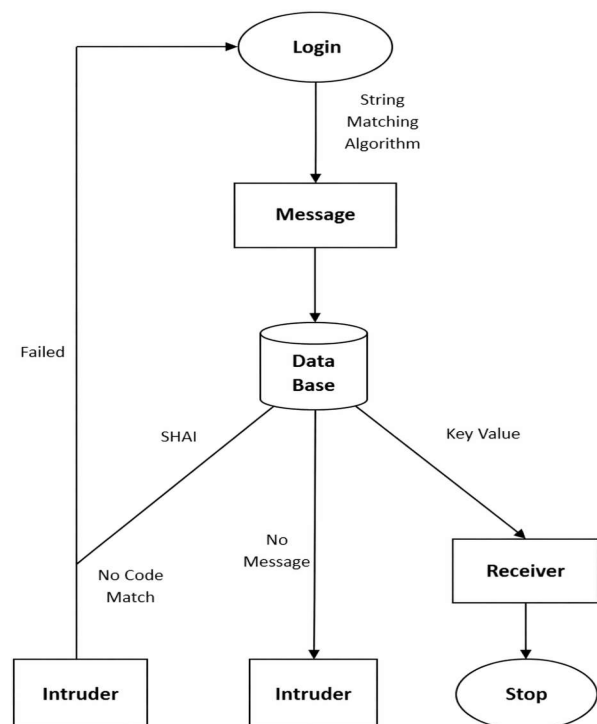 Login
String
Matching
Algorithm
Message
Failed
Data
Base
SHAI
Key Value
No
Message
No Code
Match
Receiver
Intruder
Intruder
Stop